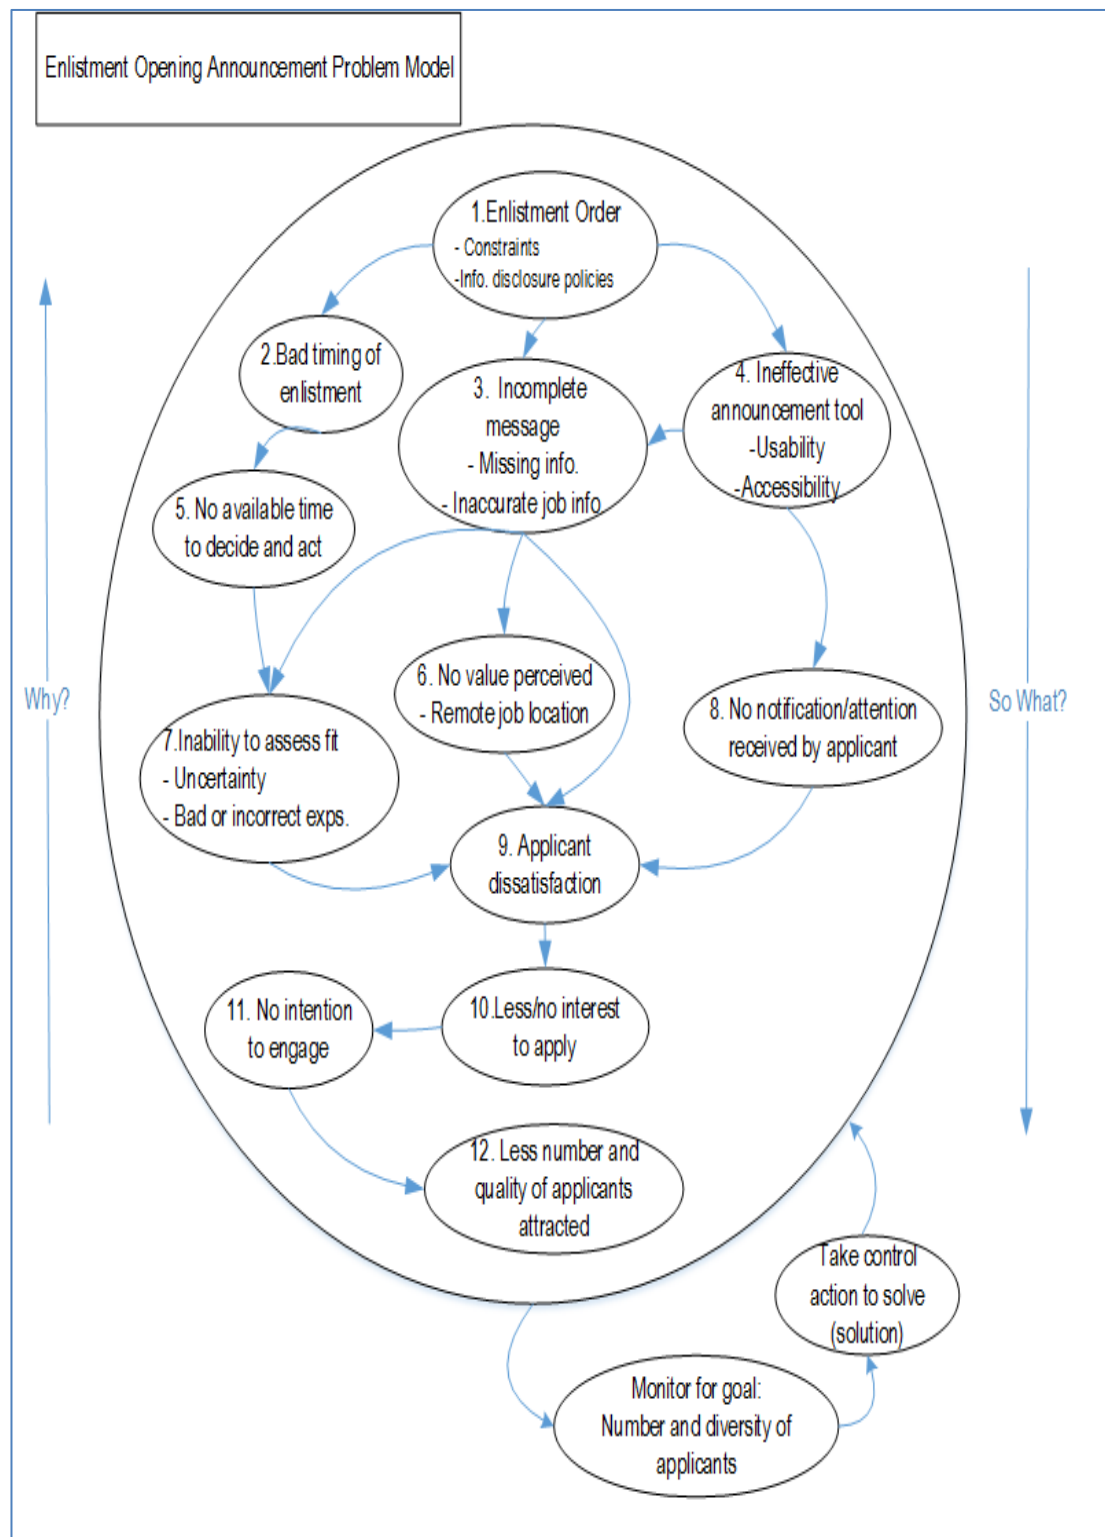 Enlistment Opening Announcement Problem Model
1.Enlistment Order
- Constraints
-Info. disclosure policies
2.Bad timing of
enlistment
3. Incomplete
message
- Missing info.
- Inaccurate job info
4. Ineffective
announcement tool
-Usability
-Accessibility
5. No available time
to decide and act
6. No value perceived
- Remote job location
Why?
So What?
7.Inability to assess fit
- Uncertainty
- Bad or incorrect exps.
8. No notification/attention
received by applicant
9. Applicant
dissatisfaction
10.Less/no interest
to apply
11. No intention
to engage
12. Less number and
quality of applicants
attracted
Take control
action to solve
(solution)
Monitor for goal:
Number and diversity of
applicants